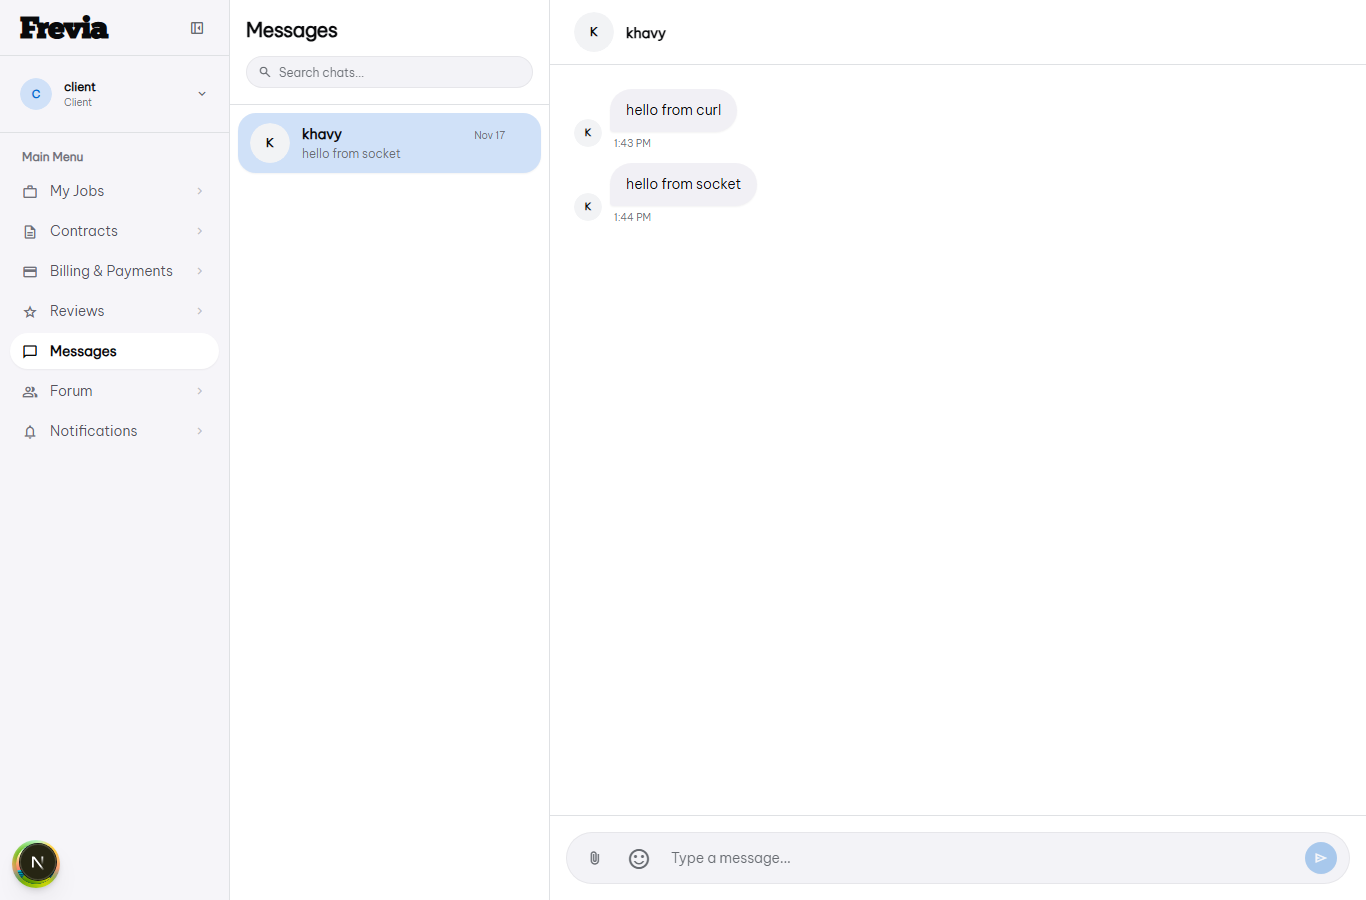 Frevia
C
client
Client
Main Menu
My Jobs
Contracts
Billing & Payments
Reviews
Messages
Forum
Notifications
N
Messages
Search chats...
K
khavy
Nov 17
hello from socket
K
khavy
hello from curl
K
1:43 PM
hello from socket
K
1:44 PM
Type a message...